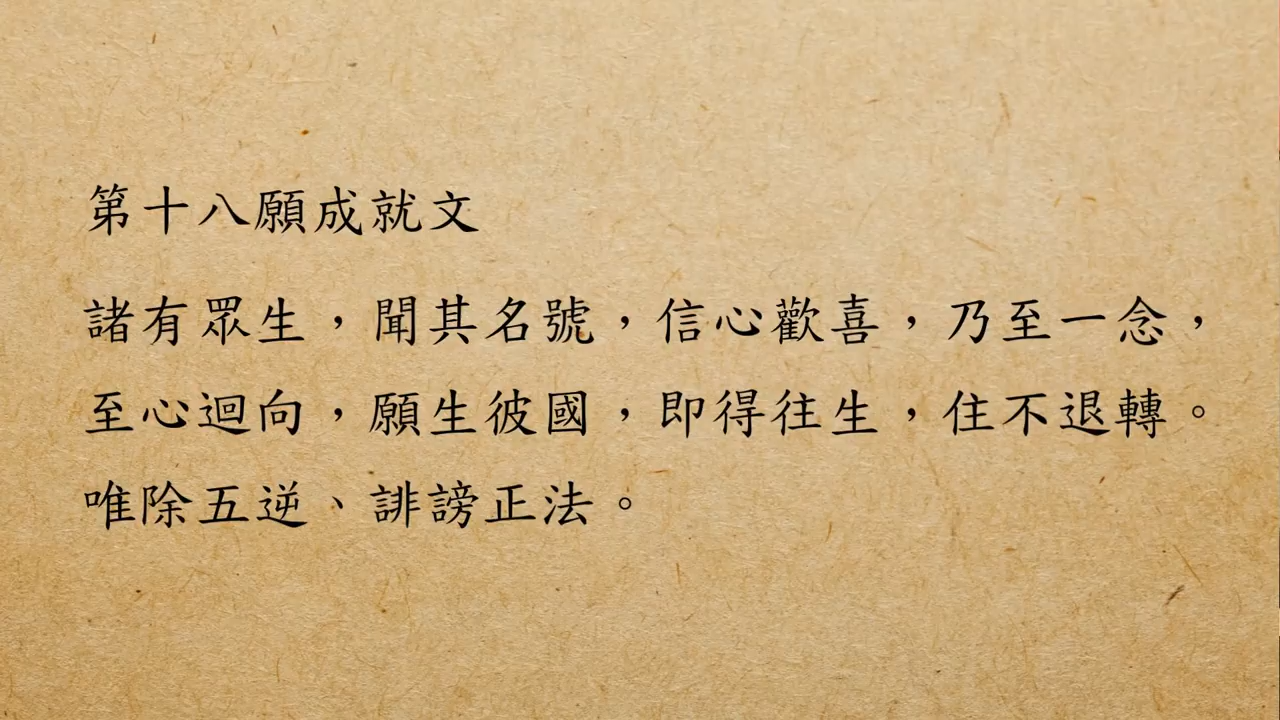 第十八願成就文
諸有眾生，聞其名號，信心歡喜，乃至一念，
至心迴向，願生彼國，即得往生，住不退轉。
唯除五逆、誹謗正法。